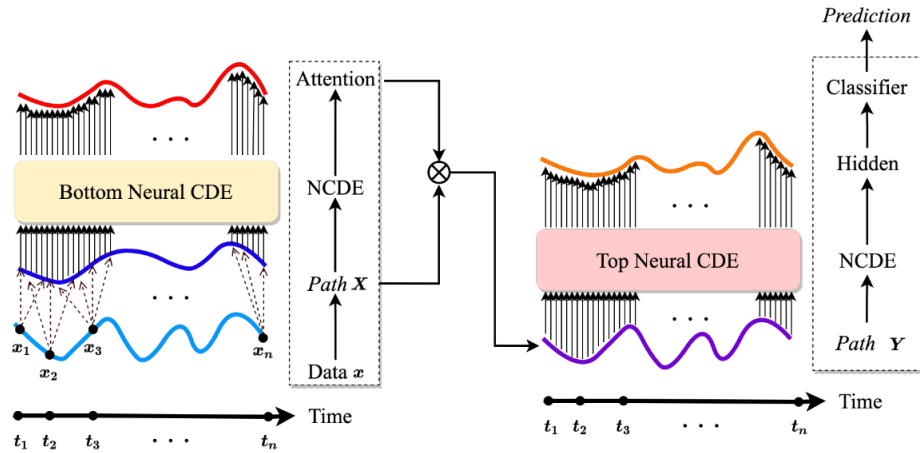 Prediction
Attention
Classifier
. . .
Bottom Neural CDE
NCDE
⊗
Hidden
. . .
Top Neural CDE
NCDE
Path X
. . .
. . .
x₁
x₂
x₃
xₙ
Path Y
Data x
Time
t₁ t₂ t₃ . . . tₙ
Time
t₁ t₂ t₃ . . . tₙ